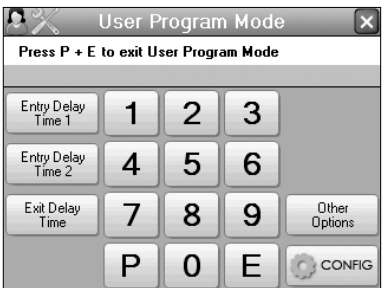 User Program Mode
Press P + E to exit User Program Mode
Entry Delay
Time 1
1 2 3
Entry Delay
Time 2
4 5 6
Exit Delay
Time
7 8 9
Other
Options
P 0 E
CONFIG